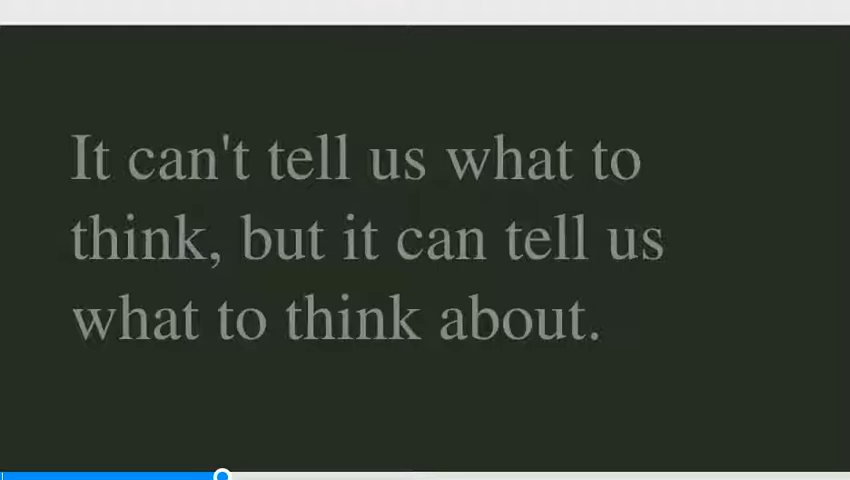 It can't tell us what to
think, but it can tell us
what to think about.